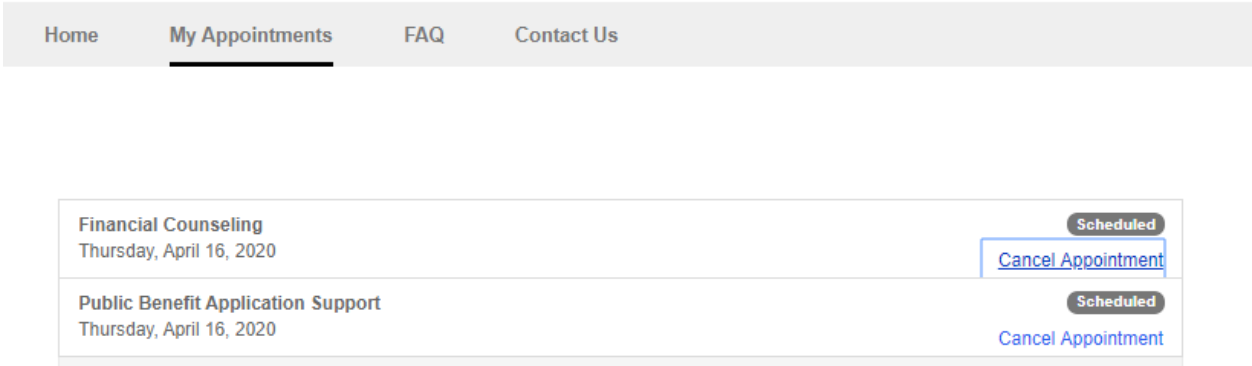 Home My Appointments FAQ Contact Us
Financial Counseling Scheduled
Thursday, April 16, 2020
Cancel Appointment
Public Benefit Application Support Scheduled
Thursday, April 16, 2020
Cancel Appointment